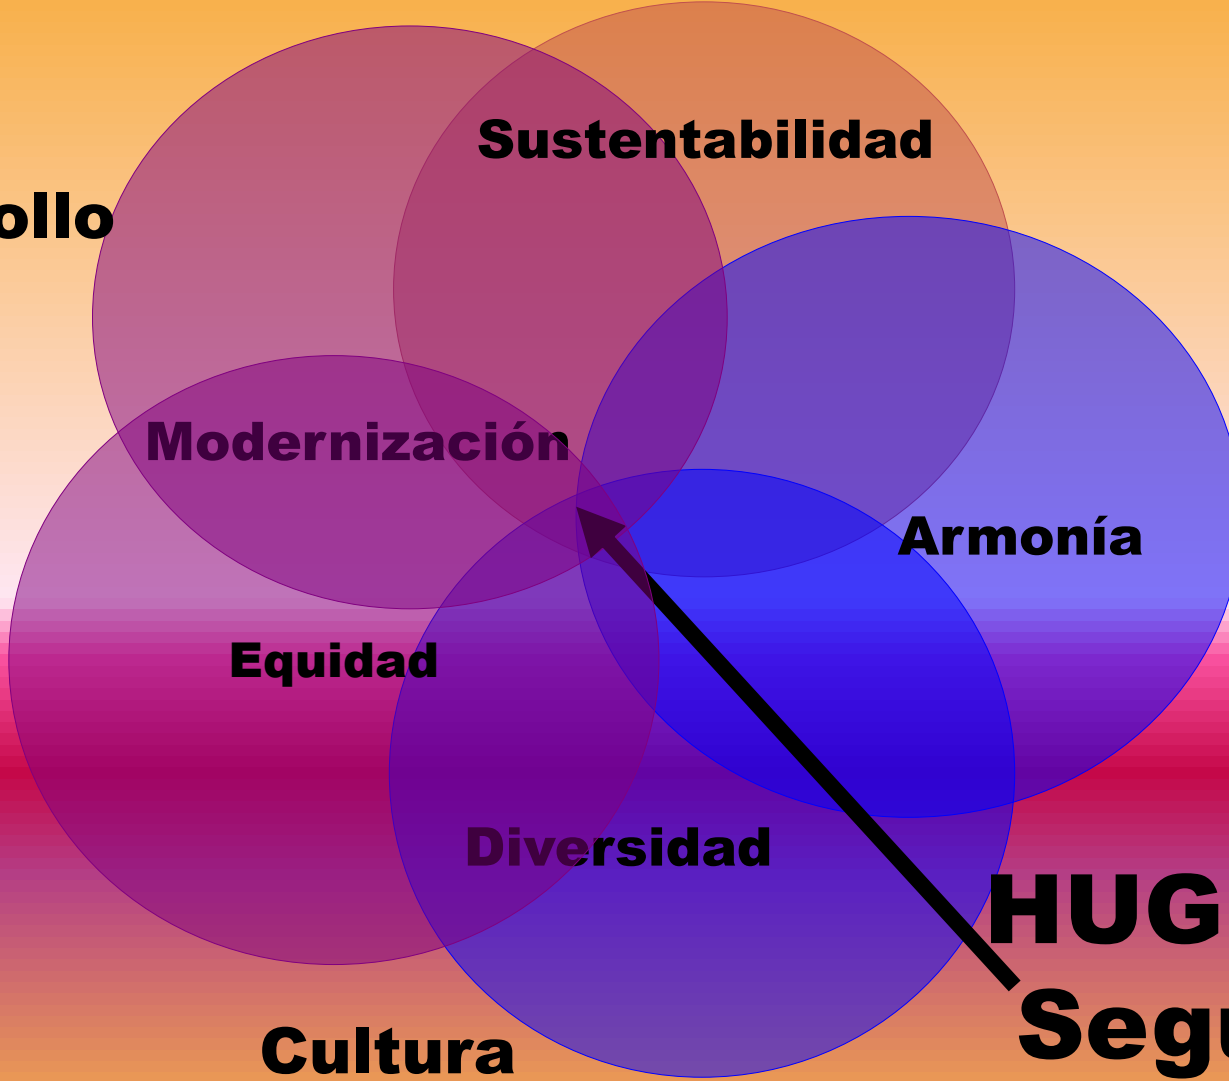 Sustentabilidad
ollo
Modernización
Armonía
Equidad
Diversidad
HUG
Segu
Cultura